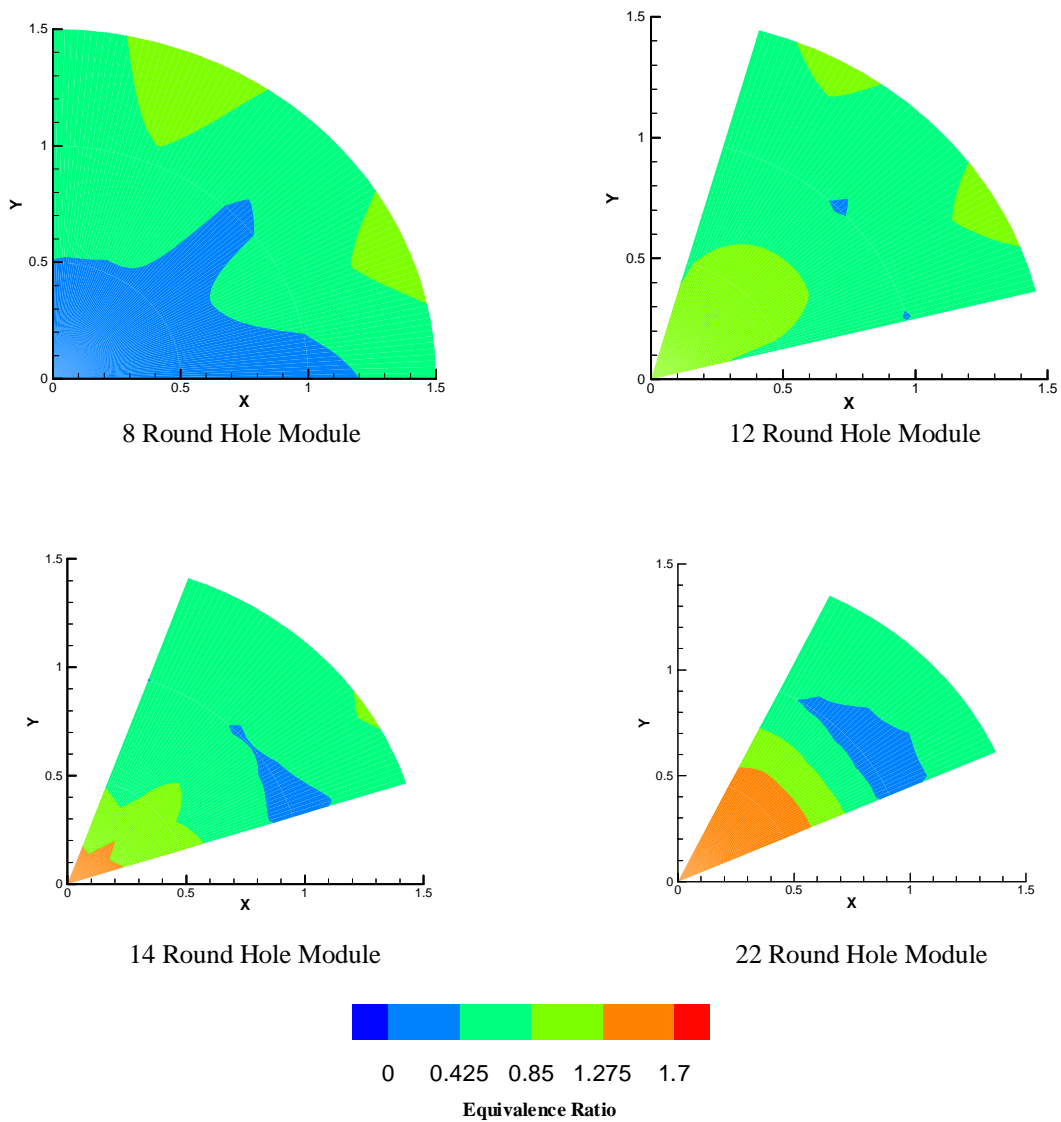 1.5
1
Y
0.5
0
0 0.5 1 1.5
X
8 Round Hole Module
1.5
1
Y
0.5
0
0 0.5 1 1.5
X
12 Round Hole Module
1.5
1
Y
0.5
0
0 0.5 1 1.5
X
14 Round Hole Module
1.5
1
Y
0.5
0
0 0.5 1 1.5
X
22 Round Hole Module
0 0.425 0.85 1.275 1.7
Equivalence Ratio